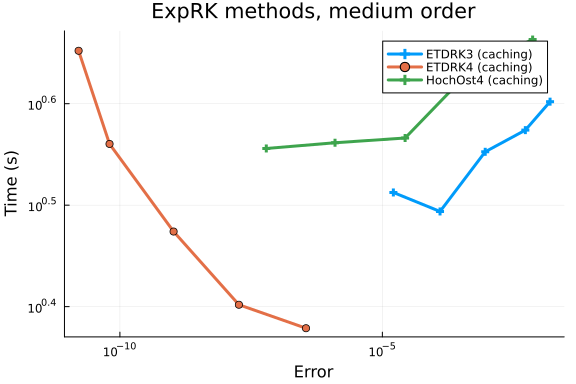 ExpRK methods, medium order
ETDRK3 (caching)
ETDRK4 (caching)
HochOst4 (caching)
Time (s)
10^0.6
10^0.5
10^0.4
10^-10
10^-5
Error